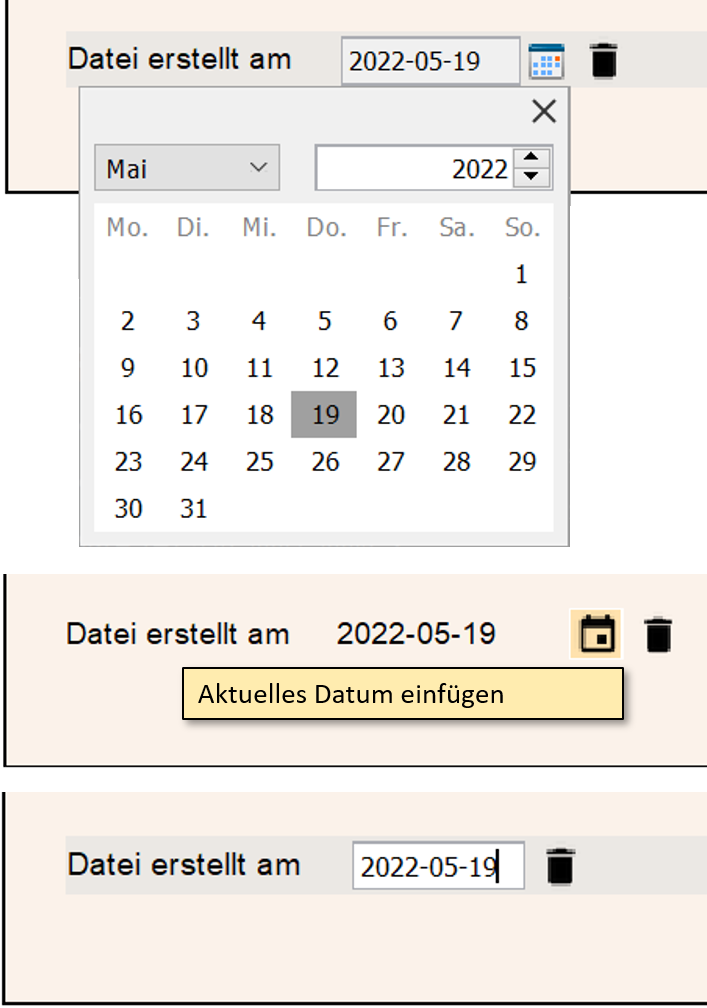 Datei erstellt am 2022-05-19
Mai 2022
Mo. Di. Mi. Do. Fr. Sa. So.
1
2 3 4 5 6 7 8
9 10 11 12 13 14 15
16 17 18 19 20 21 22
23 24 25 26 27 28 29
30 31
Datei erstellt am 2022-05-19
Aktuelles Datum einfügen
Datei erstellt am 2022-05-19